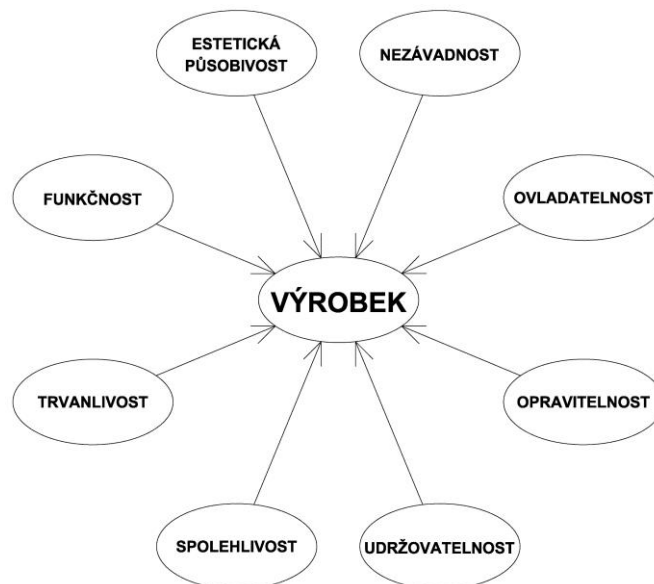 ESTETICKÁ
PŮSOBIVOST
NEZÁVADNOST
FUNKČNOST
OVLADATELNOST
VÝROBEK
TRVANLIVOST
OPRAVITELNOST
SPOLEHLIVOST
UDRŽOVATELNOST